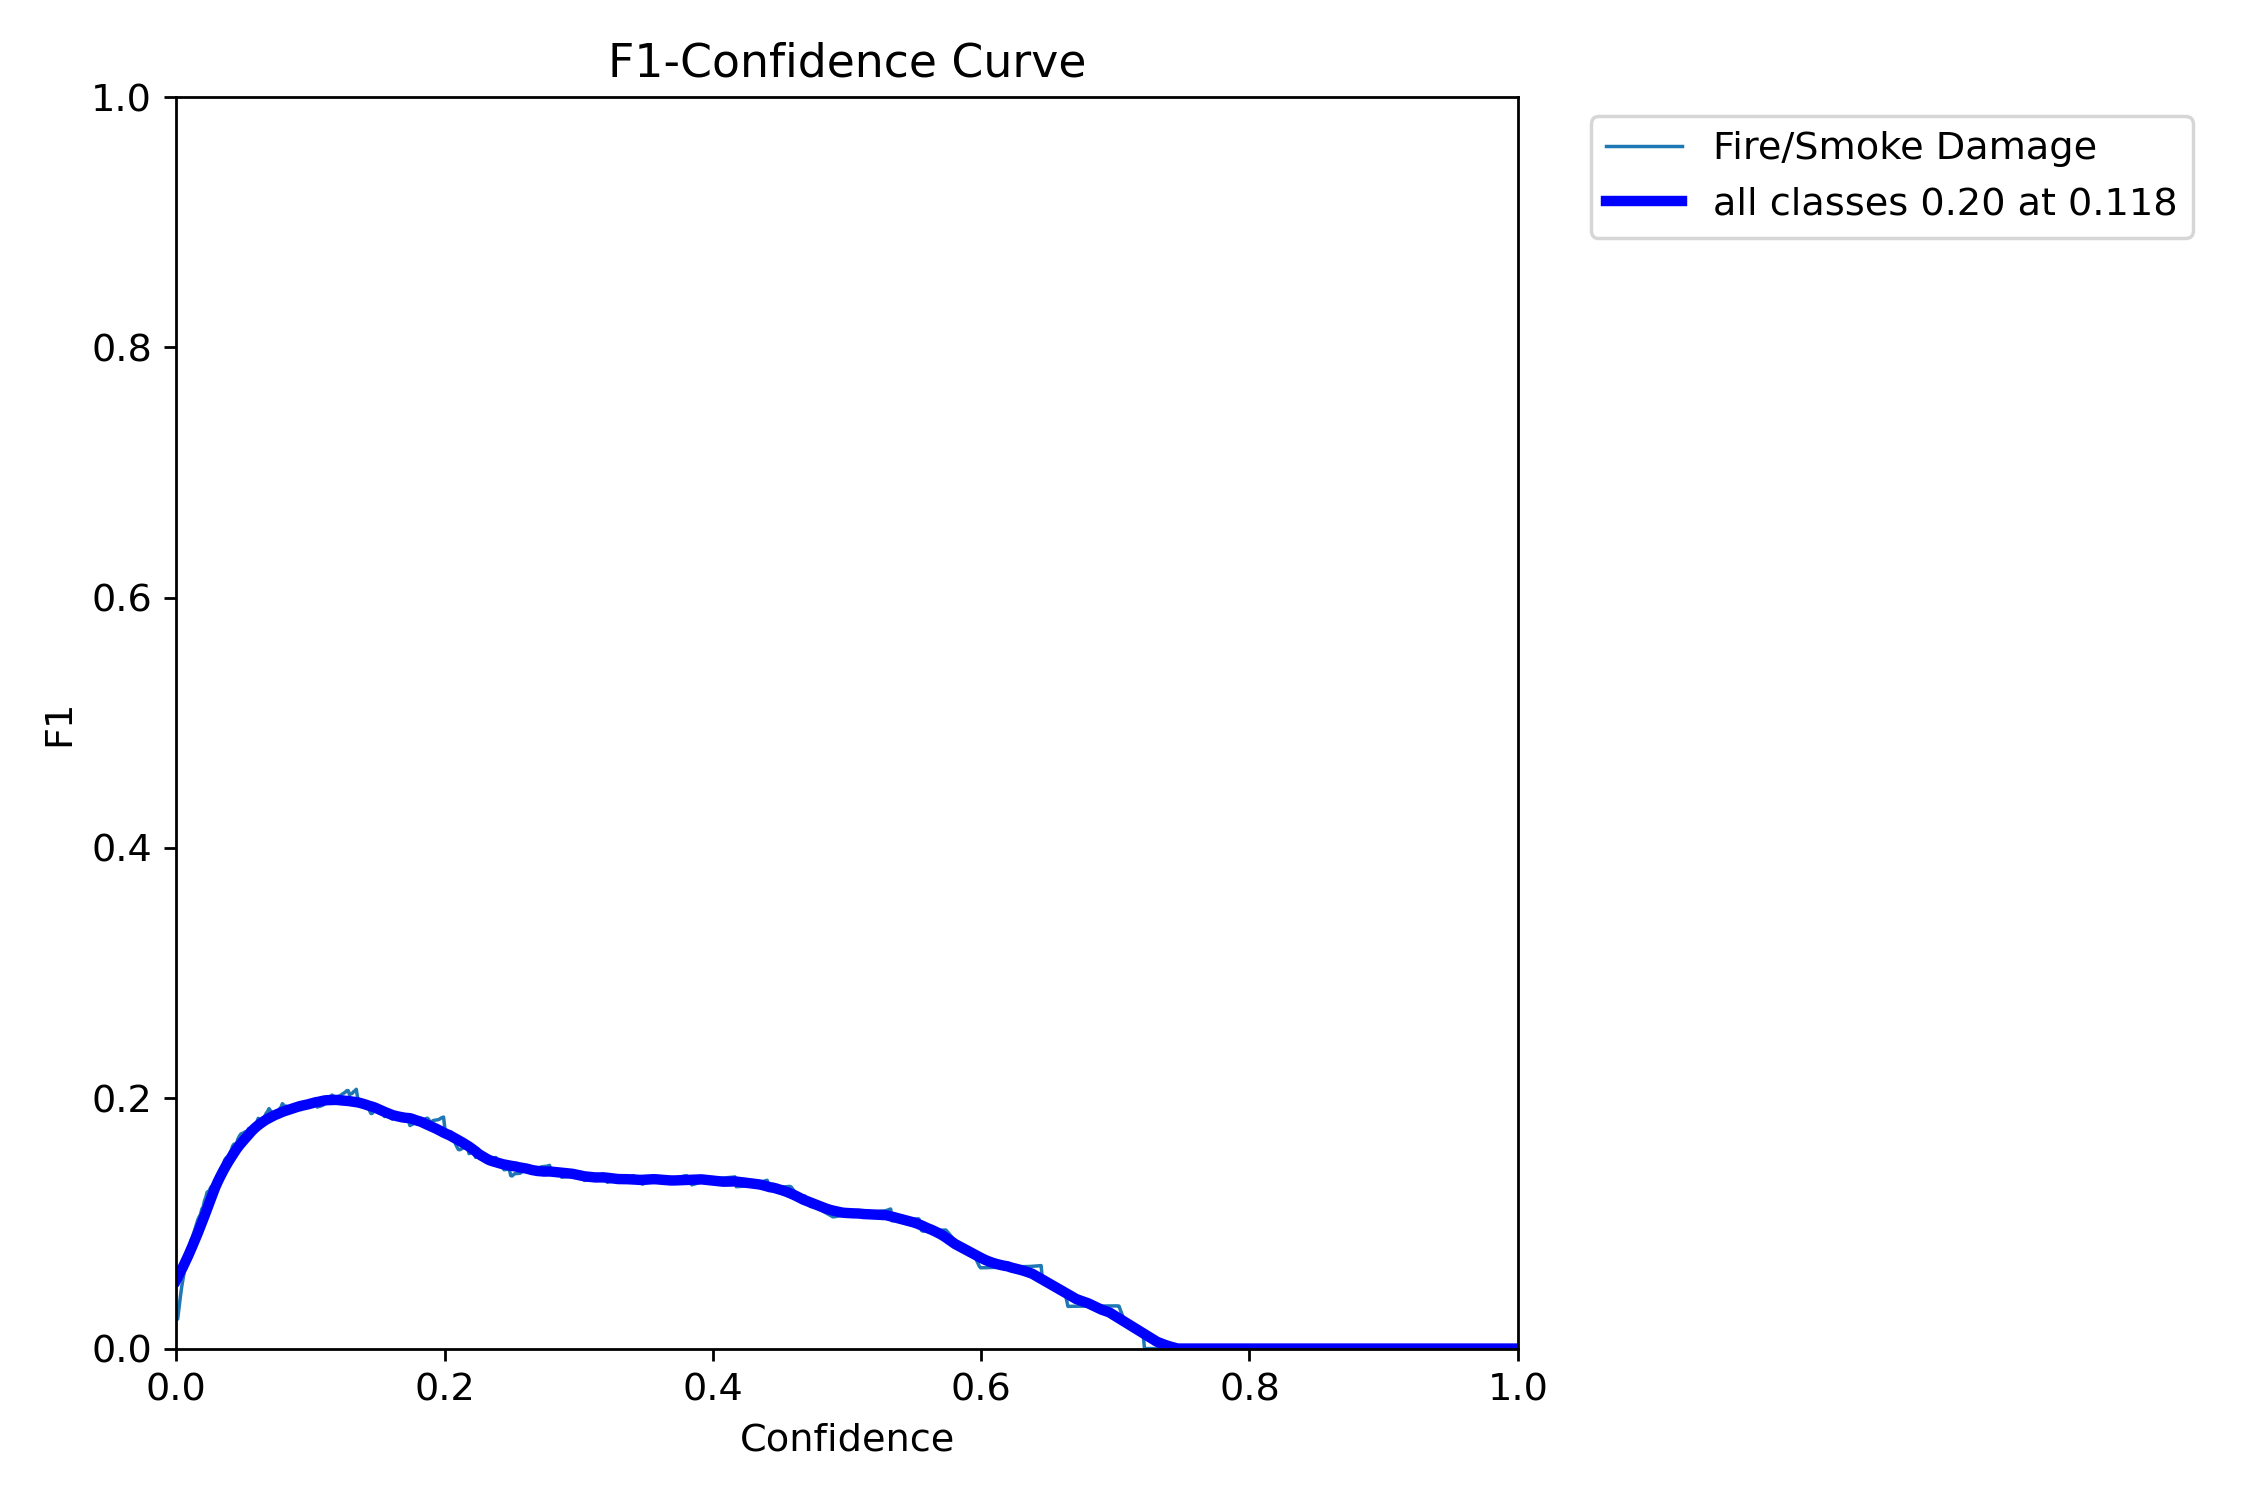 F1-Confidence Curve
1.0
0.8
0.6
0.4
0.2
0.0
F1
0.0 0.2 0.4 0.6 0.8 1.0
Confidence
Fire/Smoke Damage
all classes 0.20 at 0.118